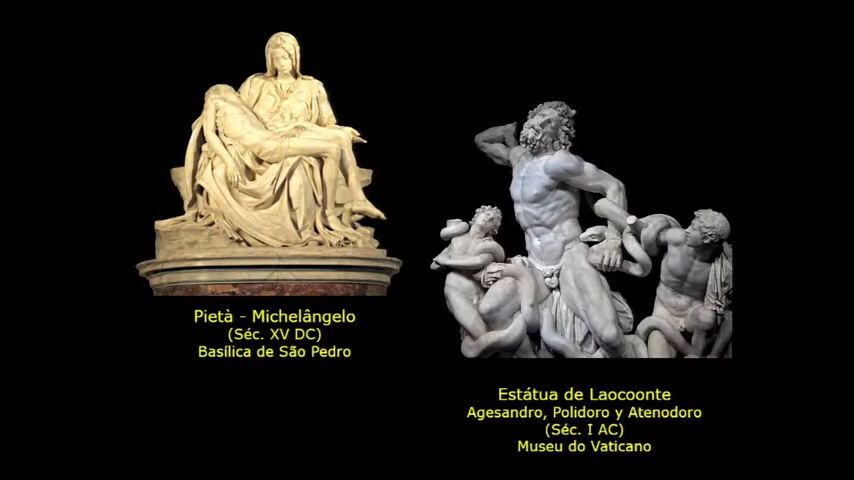 Pietà - Michelângelo
(Séc. XV DC)
Basílica de São Pedro
Estátua de Laocoonte
Agesandro, Polidoro y Atenodoro
(Séc. I AC)
Museu do Vaticano